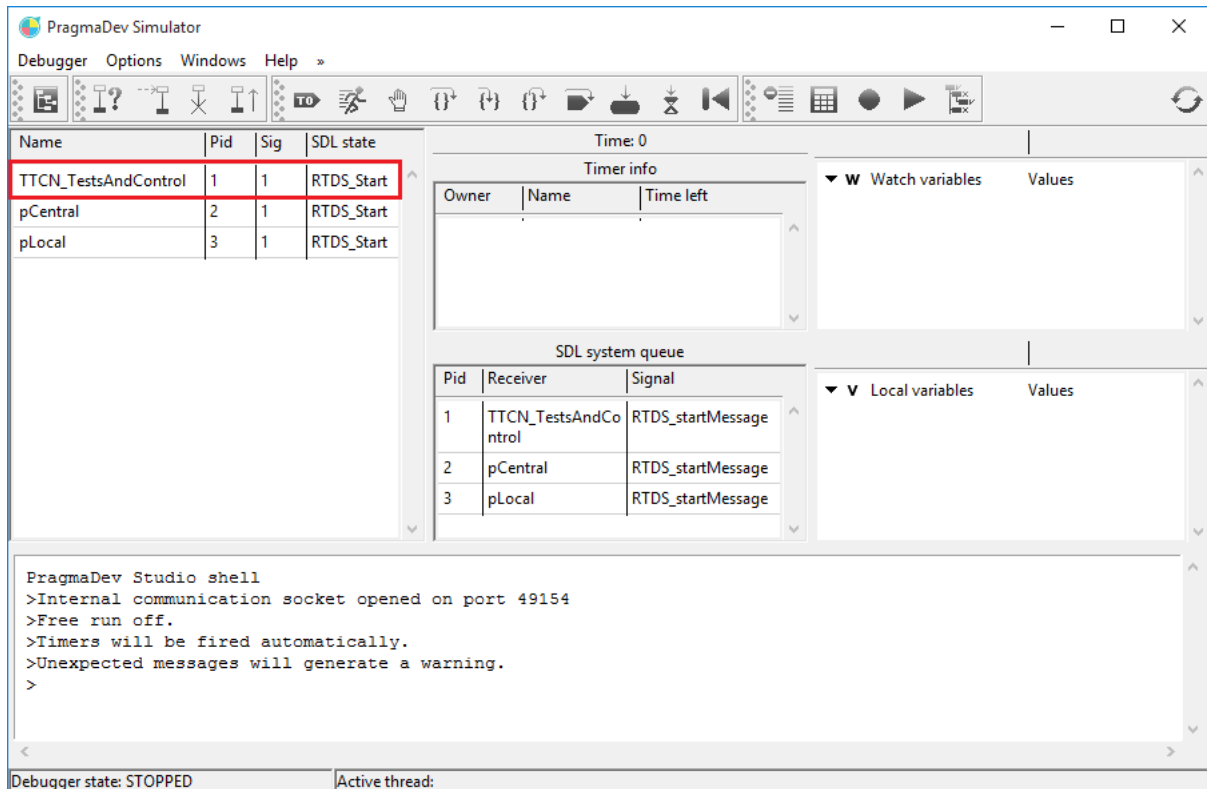 PragmaDev Simulator
Debugger Options Windows Help »
TO
Name Pid Sig SDL state
TTCN_TestsAndControl 1 1 RTDS_Start
pCentral 2 1 RTDS_Start
pLocal 3 1 RTDS_Start
Time: 0
Timer info
Owner Name Time left
W Watch variables Values
SDL system queue
Pid Receiver Signal
1 TTCN_TestsAndCo RTDS_startMessage
ntrol
2 pCentral RTDS_startMessage
3 pLocal RTDS_startMessage
V Local variables Values
PragmaDev Studio shell
>Internal communication socket opened on port 49154
>Free run off.
>Timers will be fired automatically.
>Unexpected messages will generate a warning.
>
Debugger state: STOPPED Active thread: